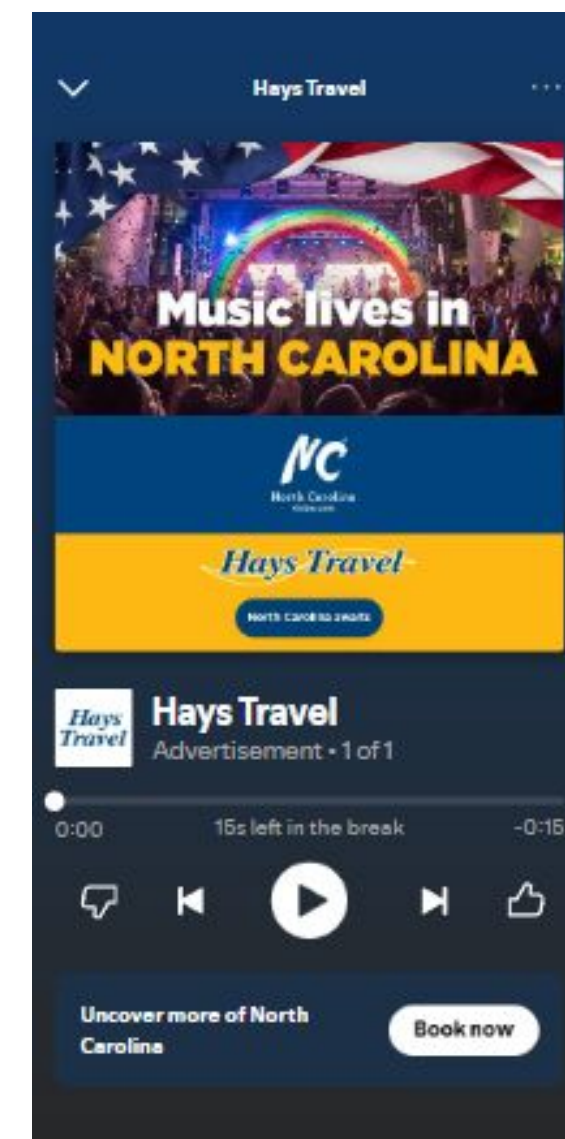 Hays Travel
Music lives in
NORTH CAROLINA
NC
North Carolina
Hays Travel
North Carolina awaits
Hays
Travel
Hays Travel
Advertisement • 1 of 1
0:00 15s left in the break -0:15
Uncover more of North
Carolina
Book now